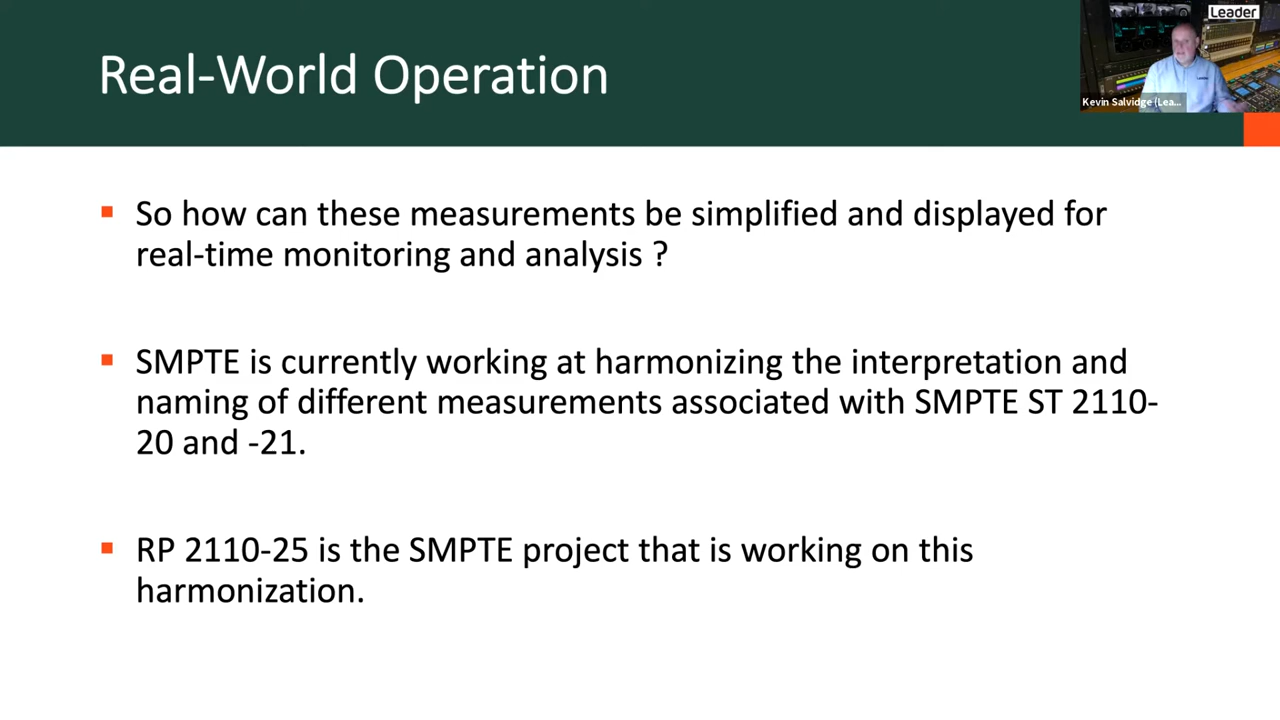 Real-World Operation
Leader
Kevin Salvidge (Lea...
So how can these measurements be simplified and displayed for
real-time monitoring and analysis ?
SMPTE is currently working at harmonizing the interpretation and
naming of different measurements associated with SMPTE ST 2110-
20 and -21.
RP 2110-25 is the SMPTE project that is working on this
harmonization.